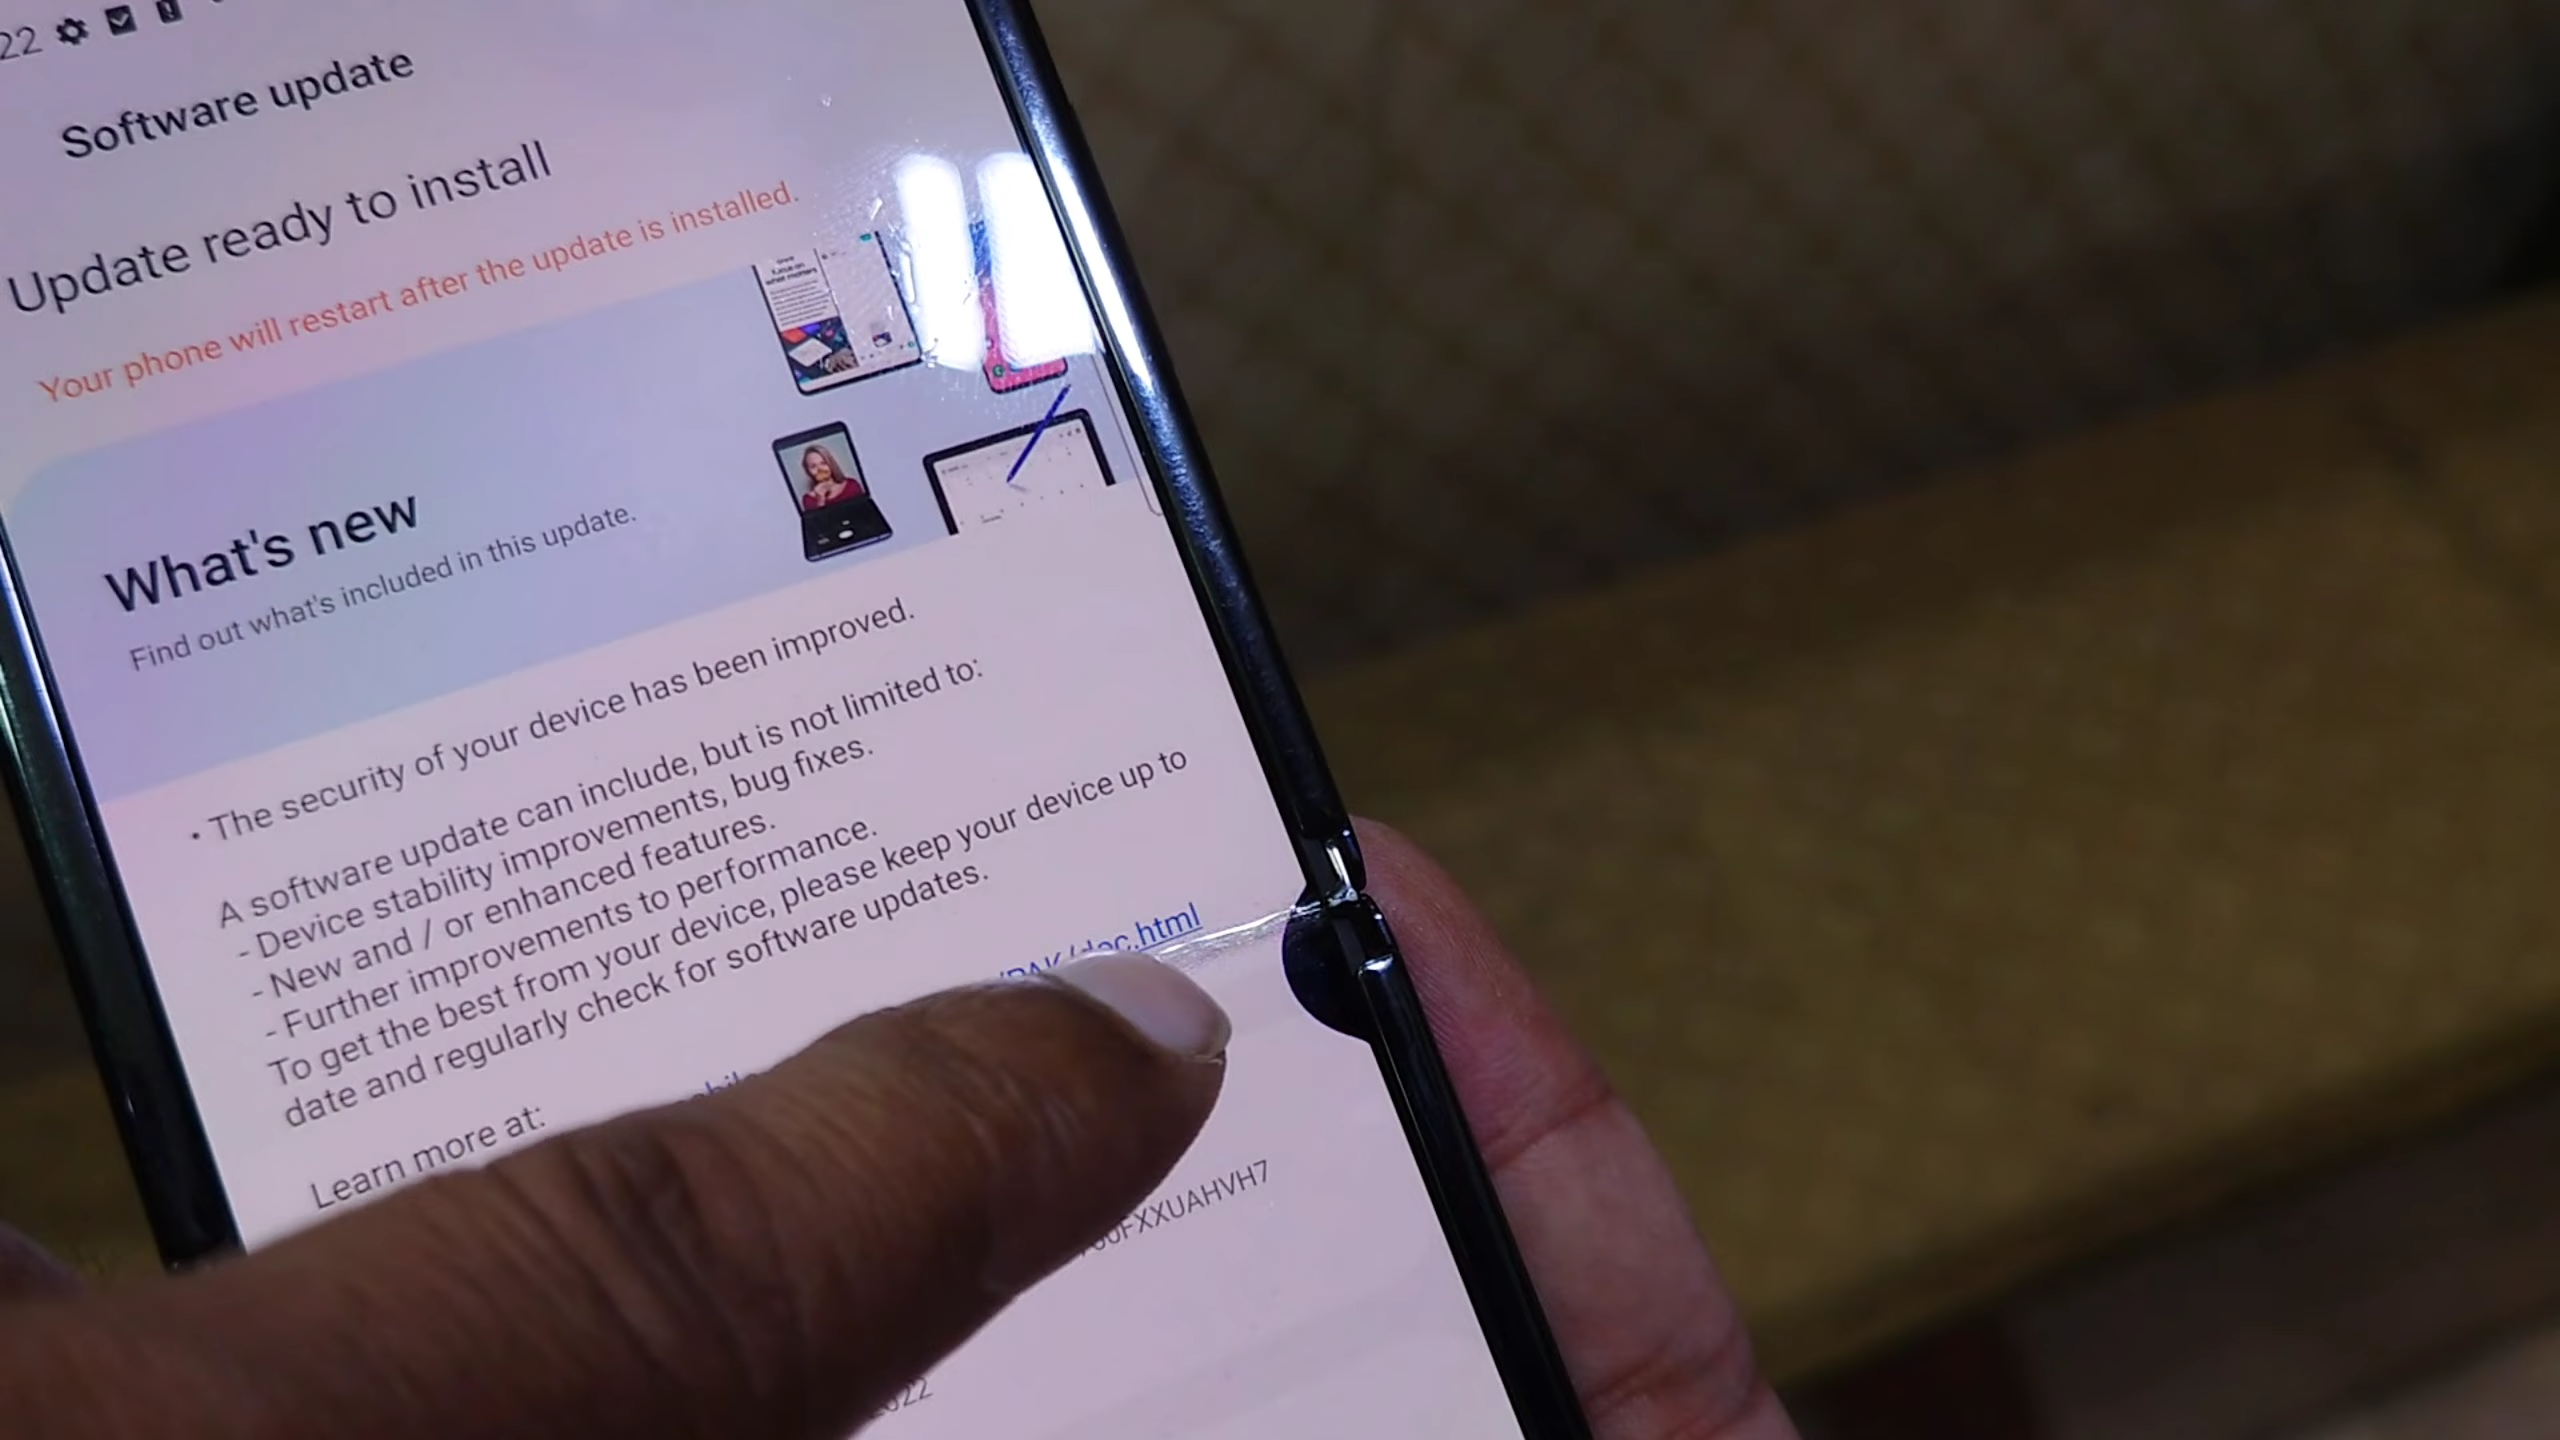 22
Software update
Update ready to install
Your phone will restart after the update is installed.
What's new
Find out what's included in this update.
• The security of your device has been improved.
A software update can include, but is not limited to:
- Device stability improvements, bug fixes.
- New and / or enhanced features.
- Further improvements to performance.
To get the best from your device, please keep your device up to
date and regularly check for software updates.
Learn more at:
/doc.html
FXXUAHVH7